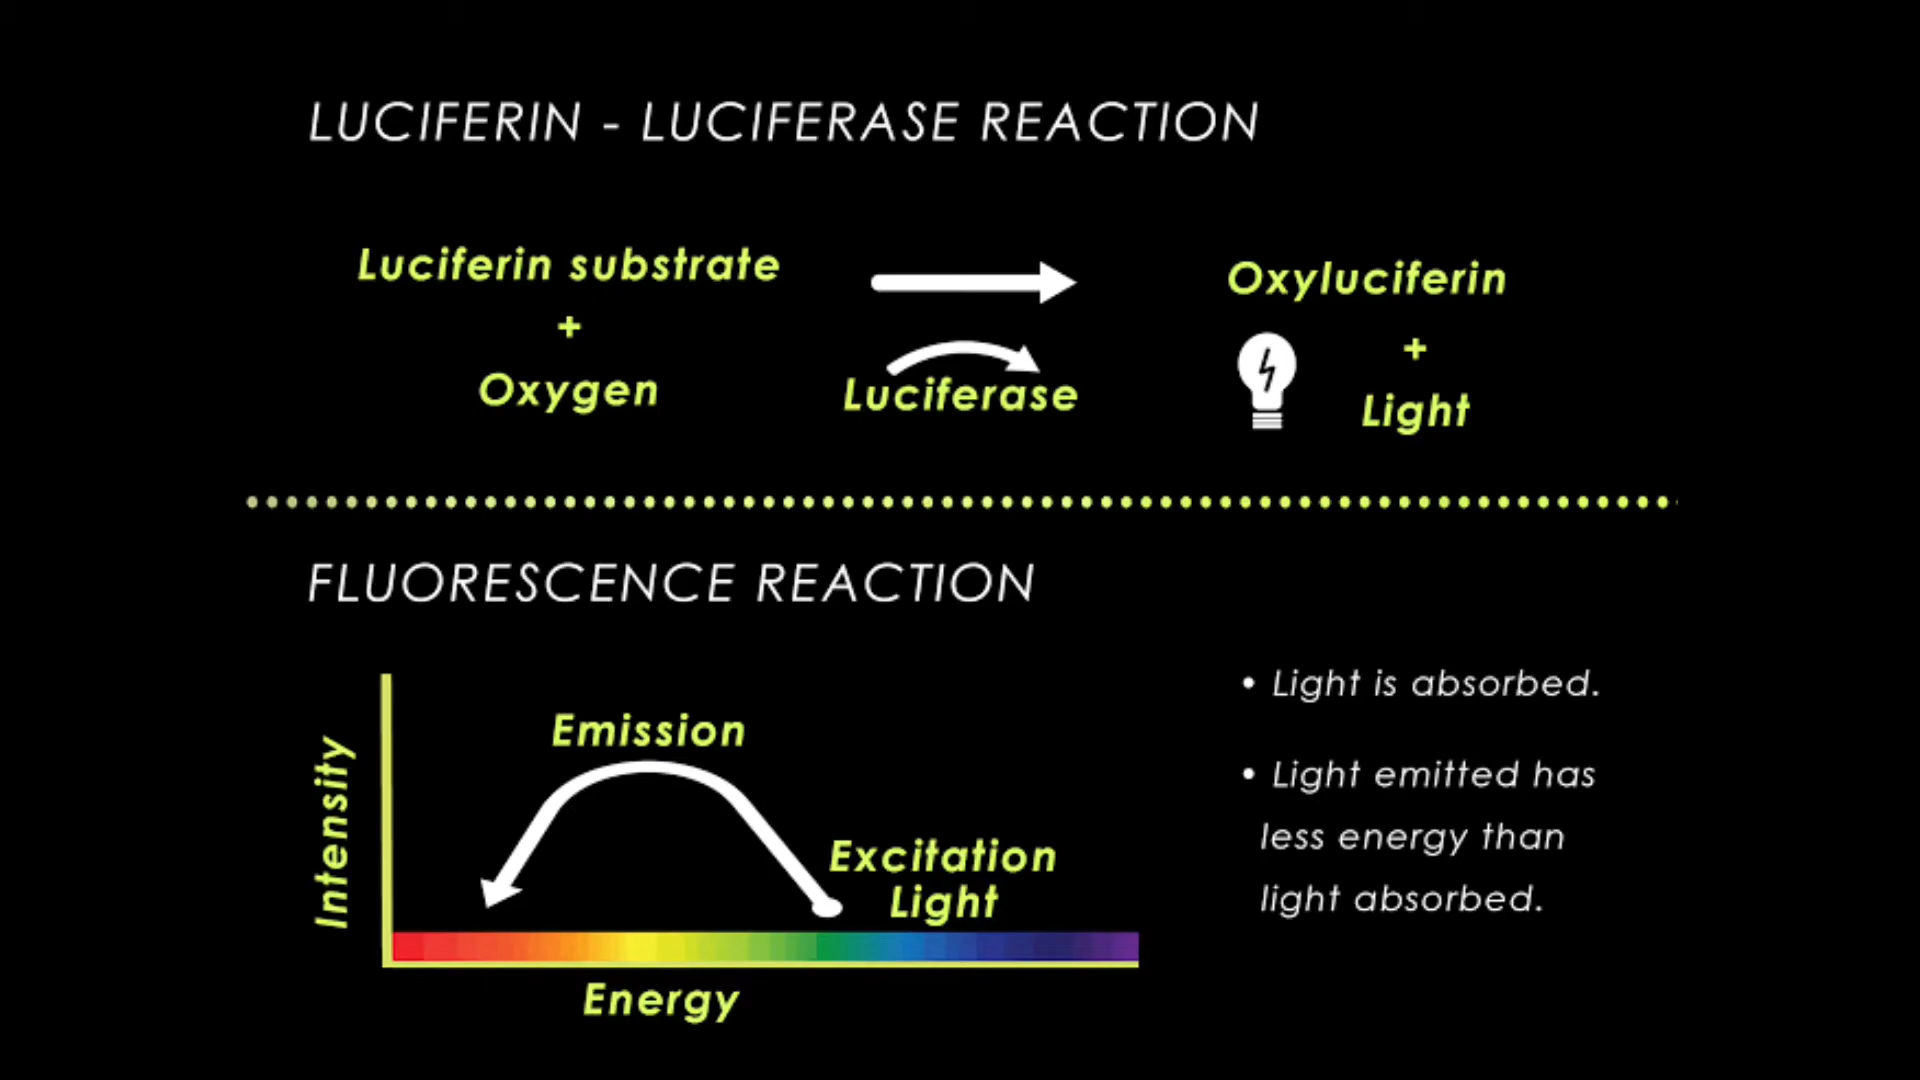 LUCIFERIN - LUCIFERASE REACTION
Luciferin substrate
+
Oxygen
Luciferase
Oxyluciferin
+
Light
FLUORESCENCE REACTION
Intensity
Emission
Excitation
Light
Energy
• Light is absorbed.
• Light emitted has
less energy than
light absorbed.